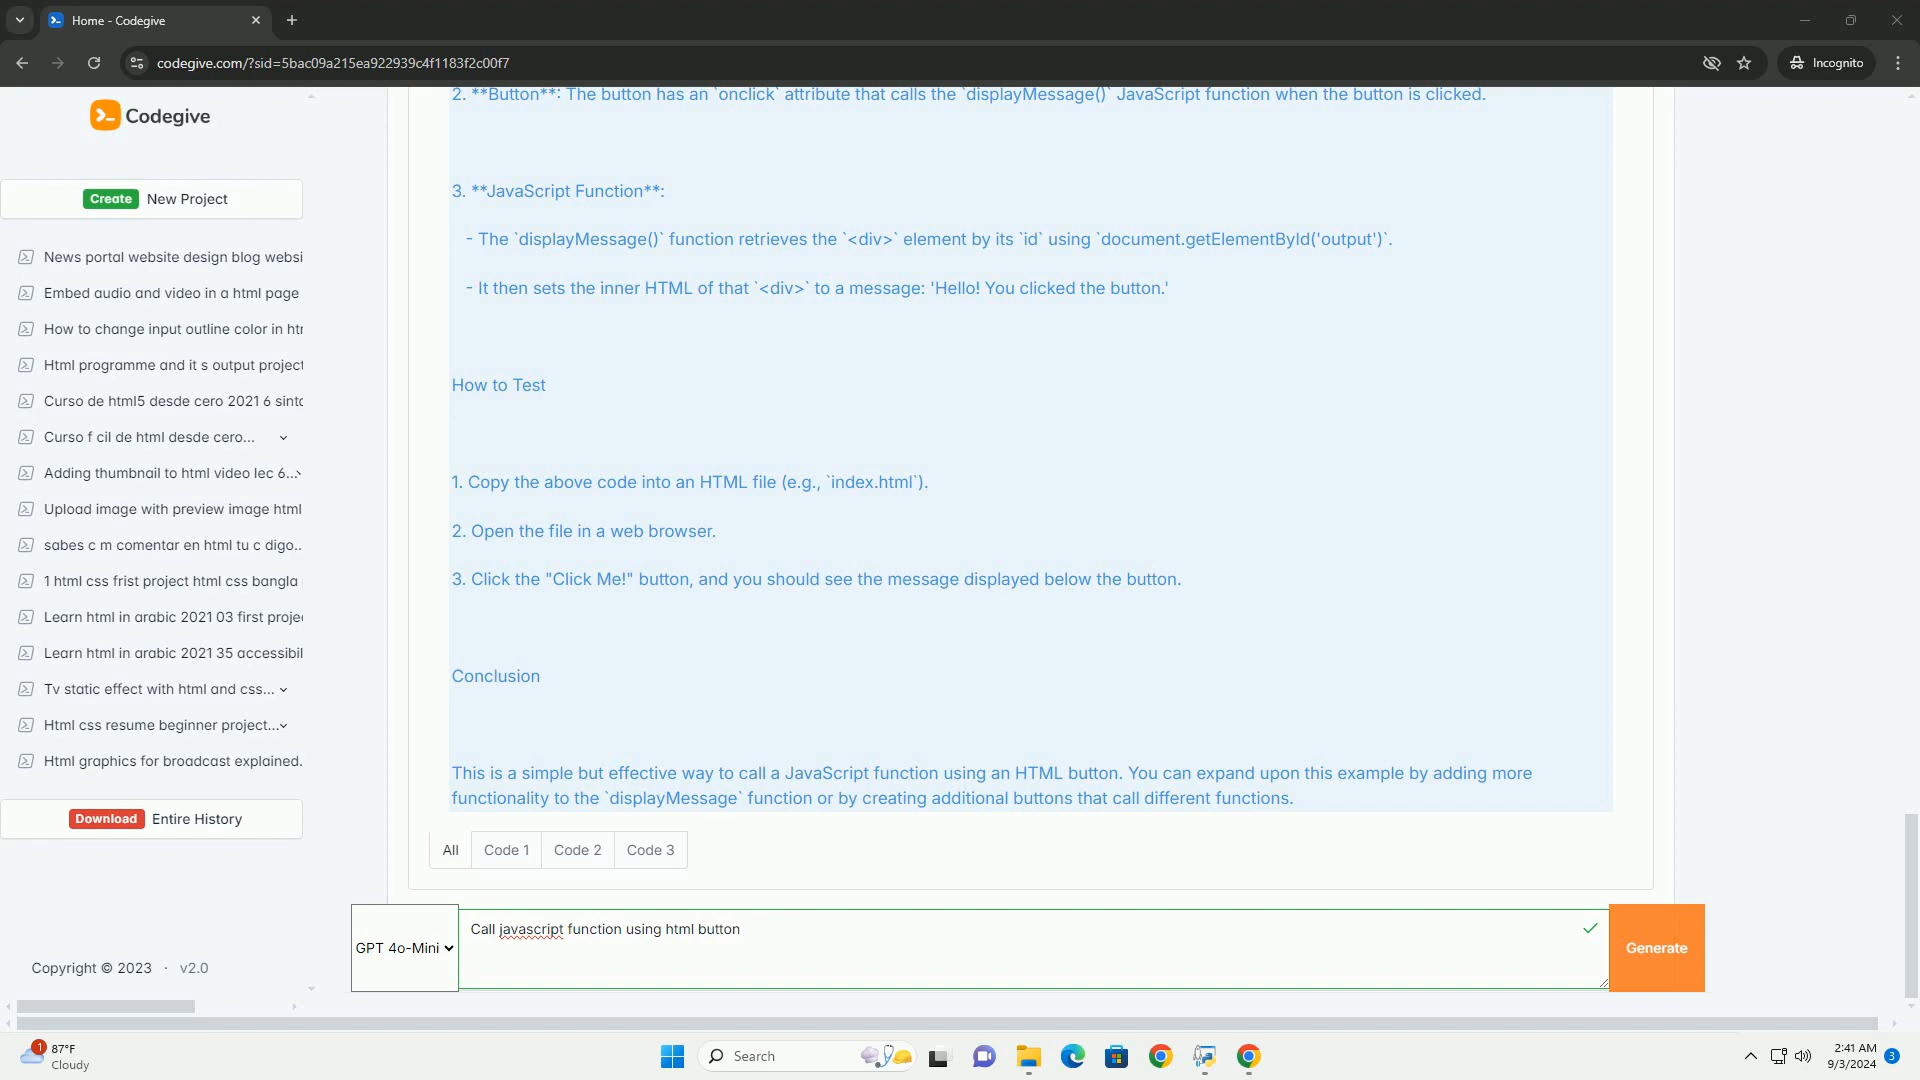 Home - Codegive
codegive.com/?sid=5bac09a215ea922939c4f1183f2c00f7
Incognito
Codegive
Create New Project
News portal website design blog websi
Embed audio and video in a html page
How to change input outline color in htr
Html programme and it s output project
Curso de html5 desde cero 2021 6 sinta
Curso f cil de html desde cero...
Adding thumbnail to html video lec 6...
Upload image with preview image html
sabes c m comentar en html tu c digo..
1 html css frist project html css bangla
Learn html in arabic 2021 03 first proje
Learn html in arabic 2021 35 accessibil
Tv static effect with html and css...
Html css resume beginner project...
Html graphics for broadcast explained.
Download Entire History
Copyright © 2023 · v2.0
2. **Button**: The button has an `onclick` attribute that calls the `displayMessage()` JavaScript function when the button is clicked.
3. **JavaScript Function**:
- The `displayMessage()` function retrieves the `<div>` element by its `id` using `document.getElementById('output')`.
- It then sets the inner HTML of that `<div>` to a message: 'Hello! You clicked the button.'
How to Test
1. Copy the above code into an HTML file (e.g., `index.html`).
2. Open the file in a web browser.
3. Click the "Click Me!" button, and you should see the message displayed below the button.
Conclusion
This is a simple but effective way to call a JavaScript function using an HTML button. You can expand upon this example by adding more
functionality to the `displayMessage` function or by creating additional buttons that call different functions.
All Code 1 Code 2 Code 3
GPT 4o-Mini
Call javascript function using html button
Generate
1
87°F
Cloudy
Search
2:41 AM
9/3/2024
3